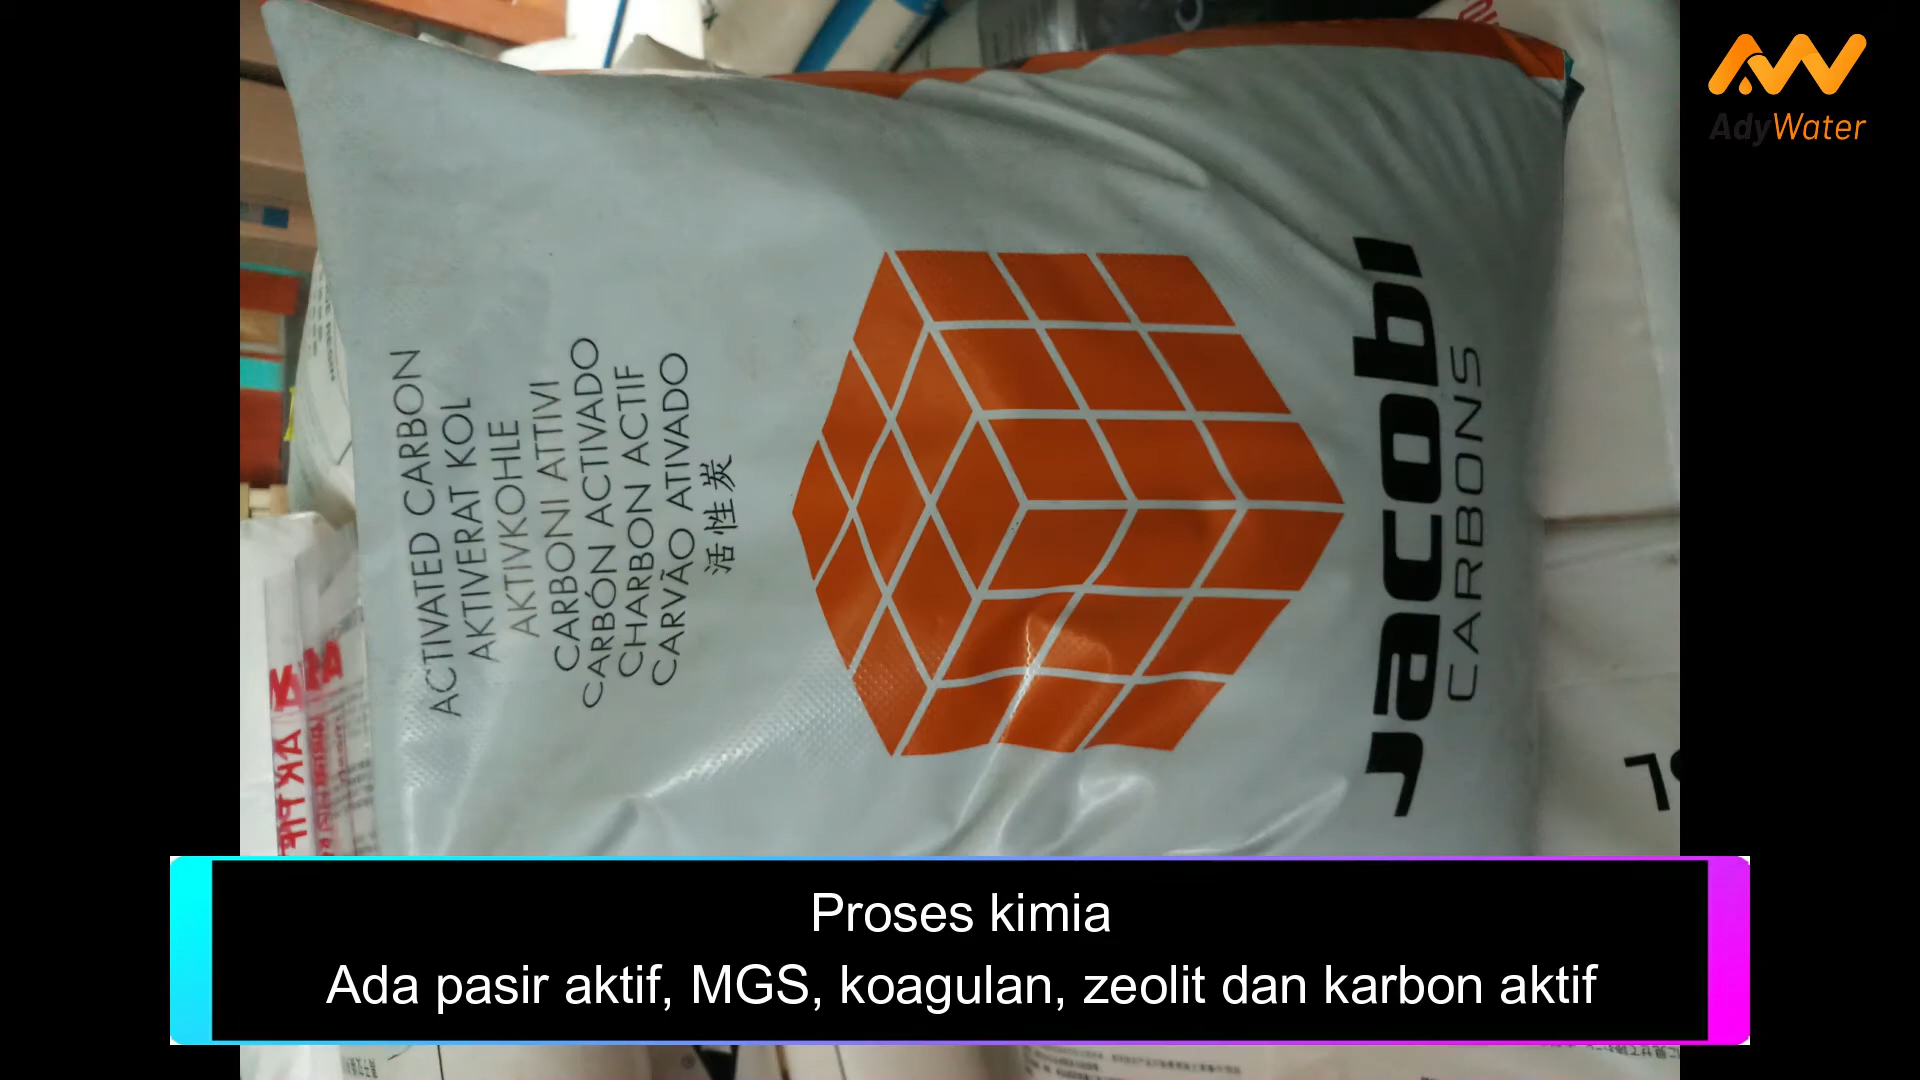 AdyWater
ACTIVATED CARBON
AKTIVERAT KOL
AKTIVKOHLE
CARBONI ATTIVI
CARBÓN ACTIVADO
CHARBON ACTIF
CARVÃO ATIVADO
活性炭
Jacobi
CARBONS
Proses kimia
Ada pasir aktif, MGS, koagulan, zeolit dan karbon aktif